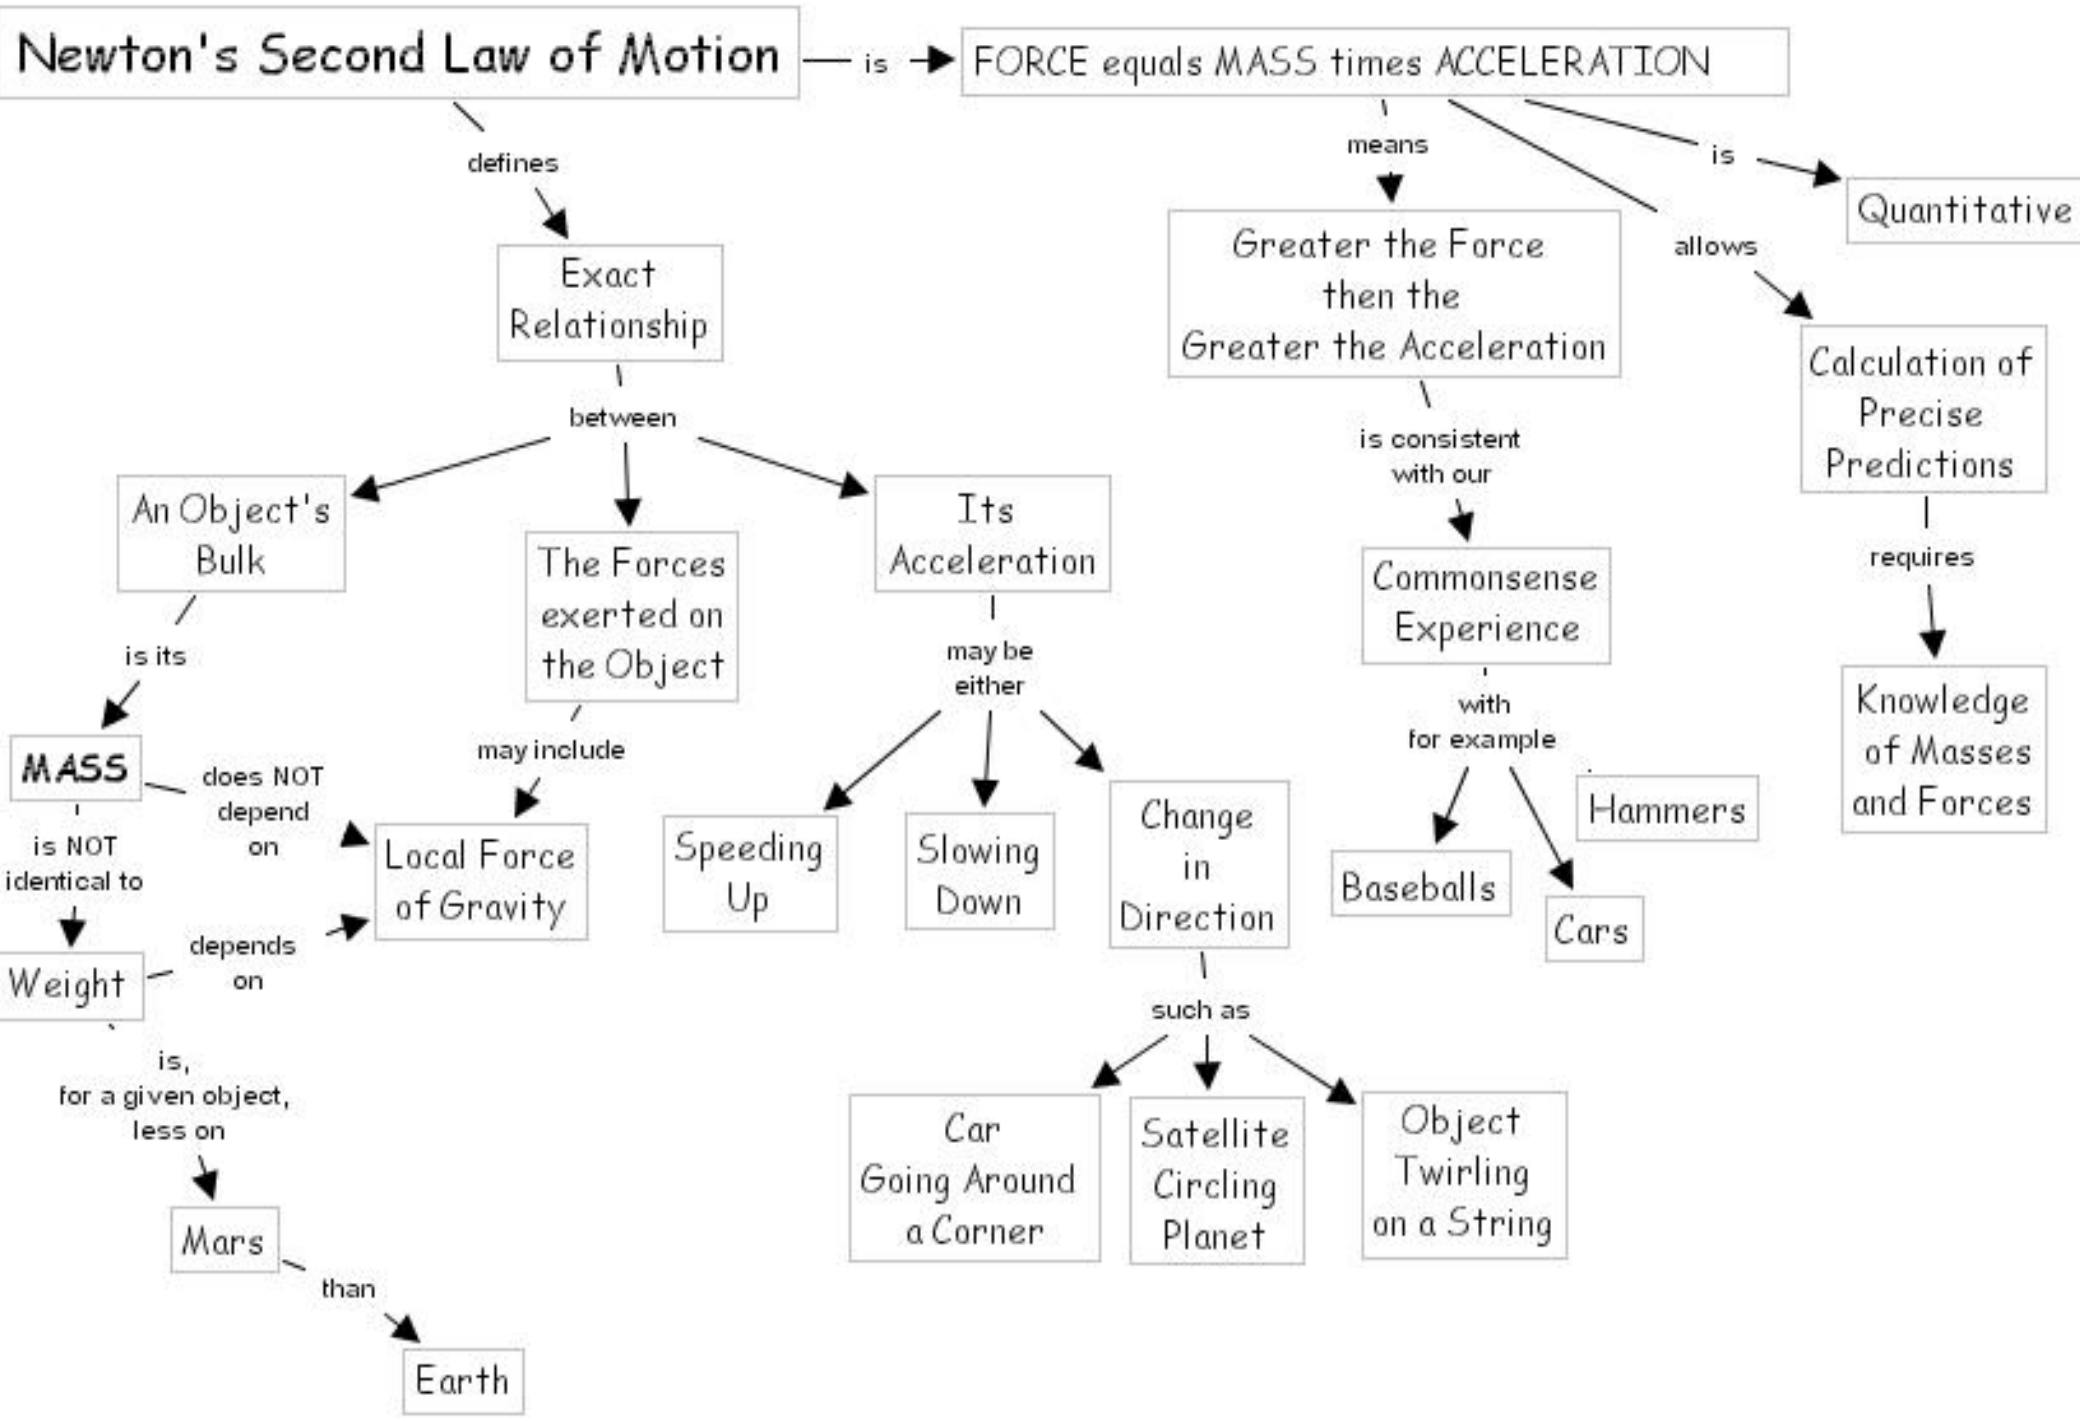 Newton's Second Law of Motion
is
FORCE equals MASS times ACCELERATION
defines
Exact
Relationship
between
An Object's
Bulk
is its
MASS
does NOT
depend
on
is NOT
identical to
Weight
depends
on
is,
for a given object,
less on
Mars
than
Earth
The Forces
exerted on
the Object
may include
Local Force
of Gravity
Its
Acceleration
may be
either
Speeding
Up
Slowing
Down
Change
in
Direction
such as
Car
Going Around
a Corner
Satellite
Circling
Planet
Object
Twirling
on a String
means
Greater the Force
then the
Greater the Acceleration
is consistent
with our
Commonsense
Experience
with
for example
Baseballs
Cars
Hammers
allows
Calculation of
Precise
Predictions
requires
Knowledge
of Masses
and Forces
is
Quantitative